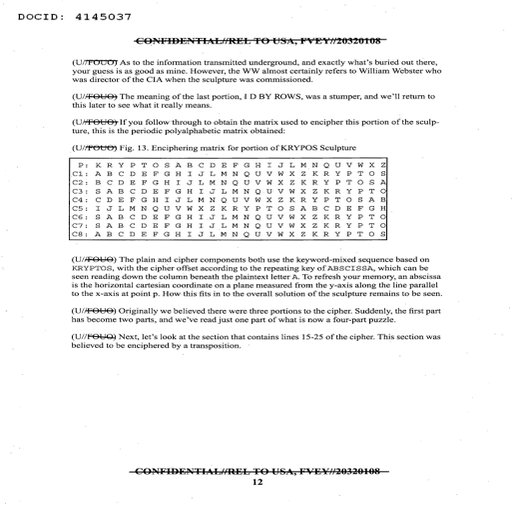 DOCID: 4145037
CONFIDENTIAL//REL TO USA, FVEY//20320108
(U//FOUO) As to the information transmitted underground, and exactly what's buried out there,
your guess is as good as mine. However, the WW almost certainly refers to William Webster who
was director of the CIA when the sculpture was commissioned.
(U//FOUO) The meaning of the last portion, I D BY ROWS, was a stumper, and we'll return to
this later to see what it really means.
(U//FOUO) If you follow through to obtain the matrix used to encipher this portion of the sculp-
ture, this is the periodic polyalphabetic matrix obtained:
(U//FOUO) Fig. 13. Enciphering matrix for portion of KRYPOS Sculpture
P: K R Y P T O S A B C D E F G H I J L M N Q U V W X Z
C1: A B C D E F G H I J L M N Q U V W X Z K R Y P T O S
C2: B C D E F G H I J L M N Q U V W X Z K R Y P T O S A
C3: S A B C D E F G H I J L M N Q U V W X Z K R Y P T O
C4: C D E F G H I J L M N Q U V W X Z K R Y P T O S A B
C5: I J L M N Q U V W X Z K R Y P T O S A B C D E F G H
C6: S A B C D E F G H I J L M N Q U V W X Z K R Y P T O
C7: S A B C D E F G H I J L M N Q U V W X Z K R Y P T O
C8: A B C D E F G H I J L M N Q U V W X Z K R Y P T O S
(U//FOUO) The plain and cipher components both use the keyword-mixed sequence based on
KRYPTOS, with the cipher offset according to the repeating key of ABSCISSA, which can be
seen reading down the column beneath the plaintext letter A. To refresh your memory, an abscissa
is the horizontal cartesian coordinate on a plane measured from the y-axis along the line parallel
to the x-axis at point p. How this fits in to the overall solution of the sculpture remains to be seen.
(U//FOUO) Originally we believed there were three portions to the cipher. Suddenly, the first part
has become two parts, and we've read just one part of what is now a four-part puzzle.
(U//FOUO) Next, let's look at the section that contains lines 15-25 of the cipher. This section was
believed to be enciphered by a transposition.
CONFIDENTIAL//REL TO USA, FVEY//20320108
12